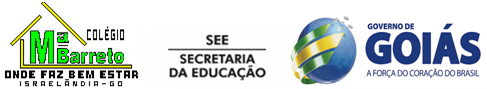 COLÉGIO
Mª
Barreto
ONDE FAZ BEM ESTAR
ISRAELÂNDIA-GO
SEE
SECRETARIA
DA EDUCAÇÃO
GOVERNO DE
GOIÁS
A FORÇA DO CORAÇÃO DO BRASIL